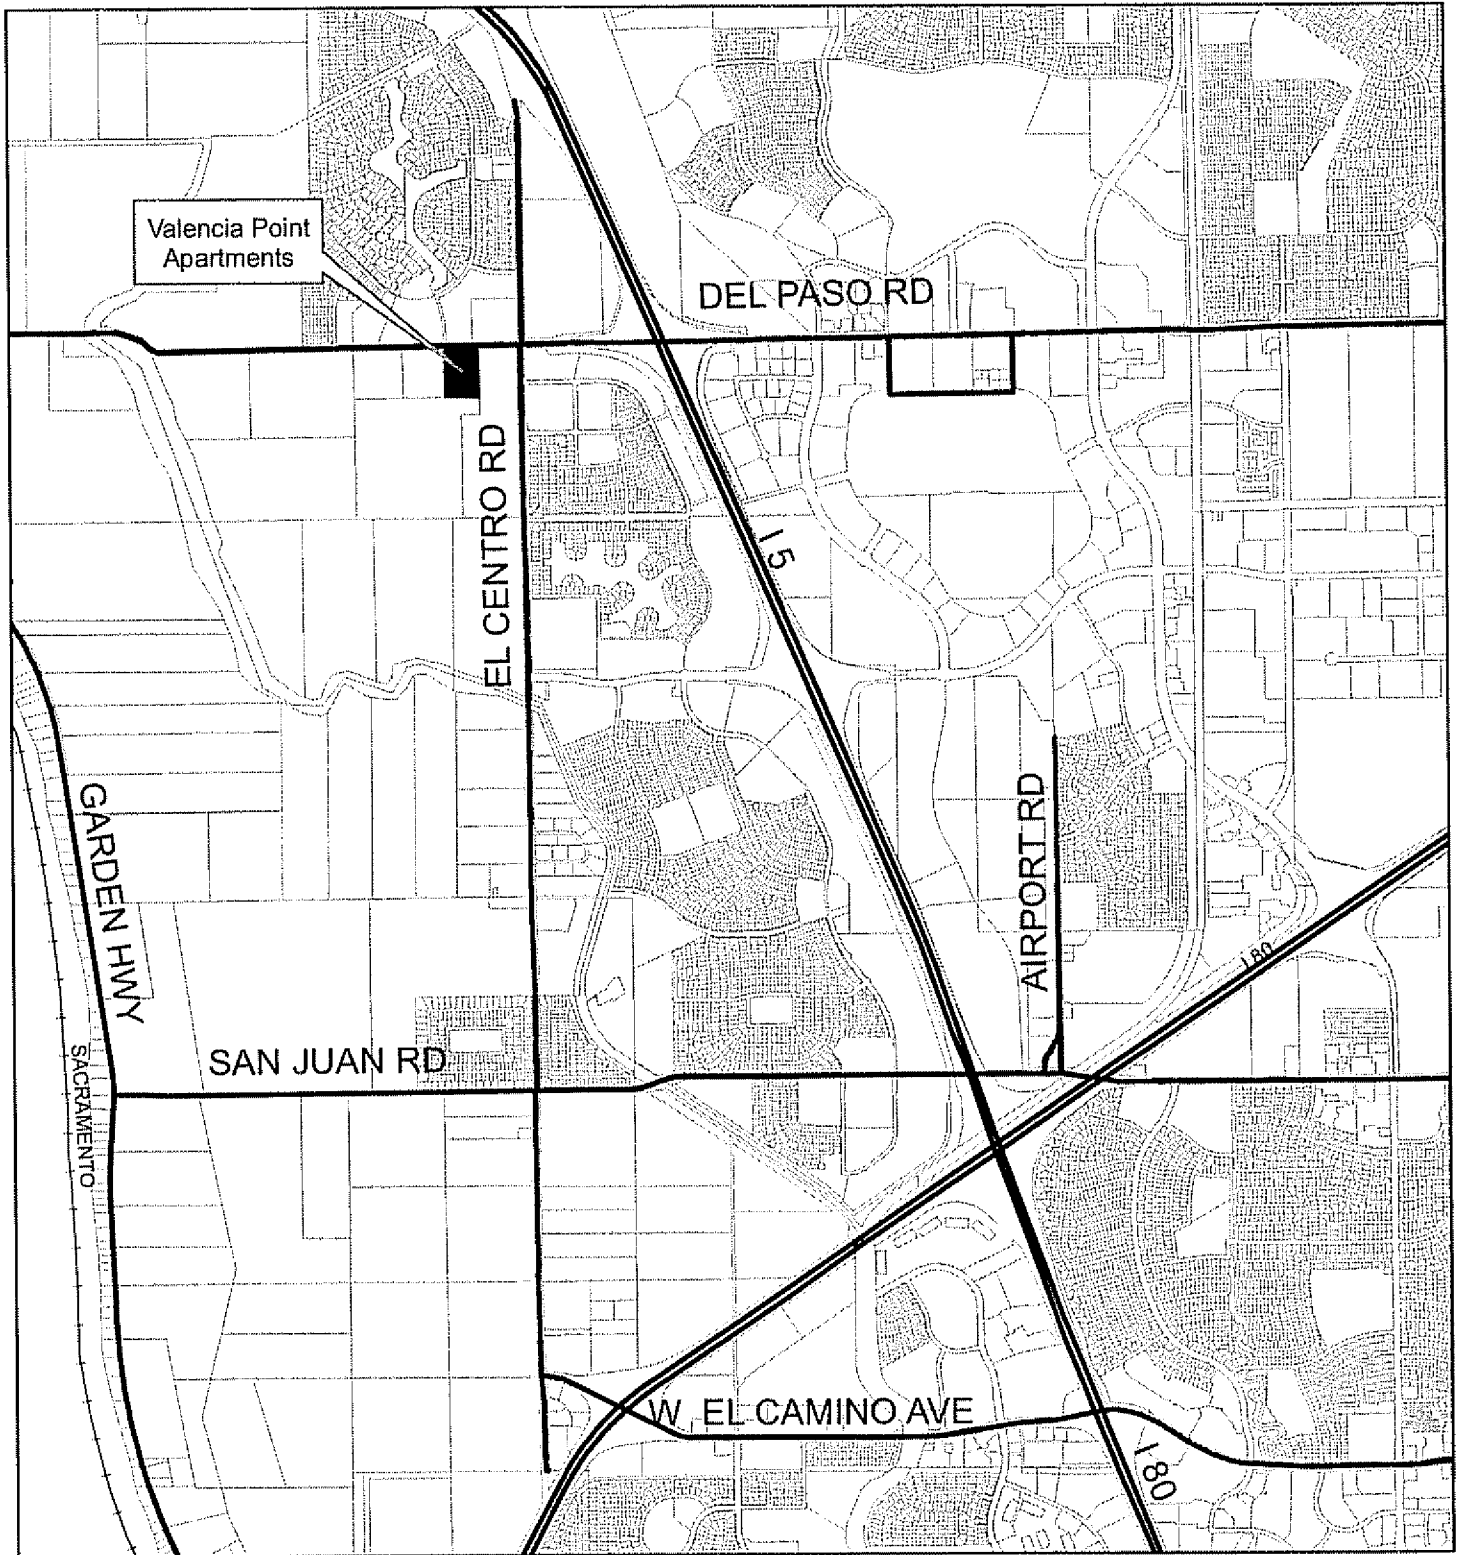 Valencia Point
Apartments
DEL PASO RD
EL CENTRO RD
I 5
GARDEN HWY
AIRPORT RD
I 80
SAN JUAN RD
SACRAMENTO
W EL CAMINO AVE
I 80